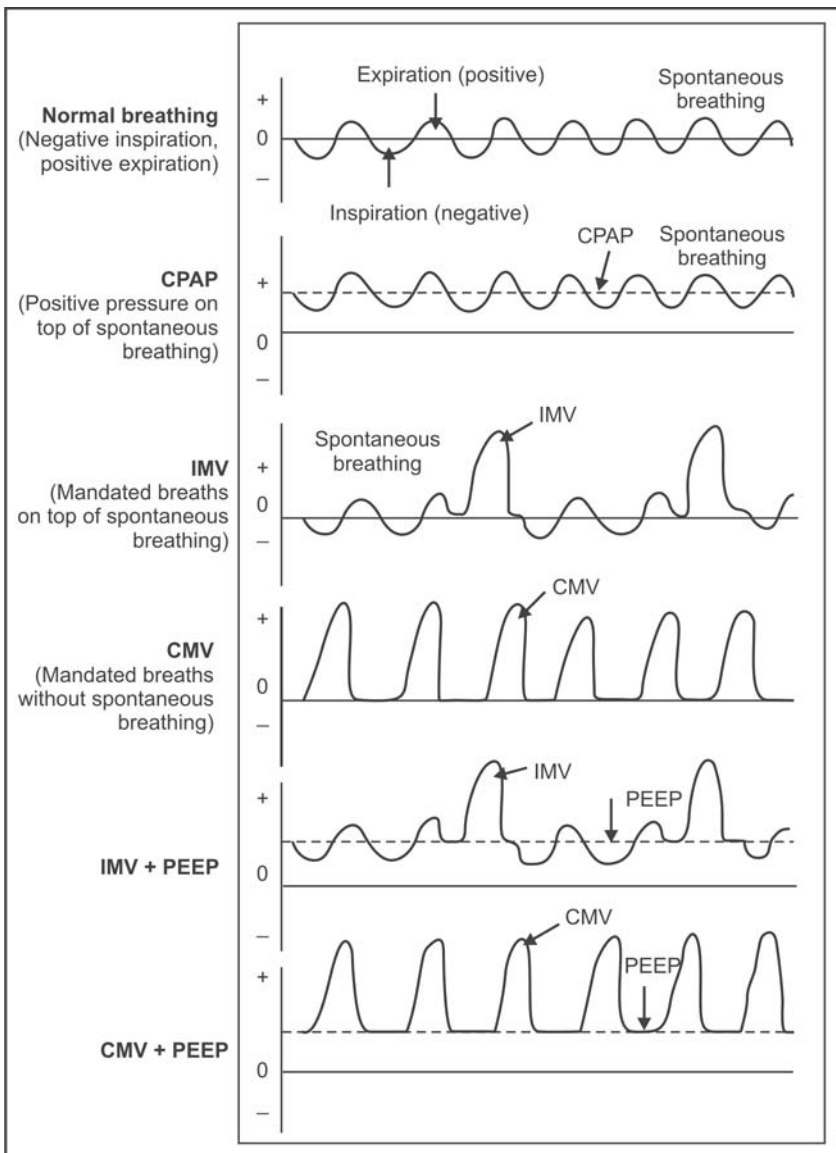 Normal breathing
(Negative inspiration,
positive expiration)
+
0
–
Expiration (positive)
Spontaneous
breathing
Inspiration (negative)
CPAP
(Positive pressure on
top of spontaneous
breathing)
+
0
–
CPAP
Spontaneous
breathing
IMV
(Mandated breaths
on top of spontaneous
breathing)
+
0
–
Spontaneous
breathing
IMV
CMV
(Mandated breaths
without spontaneous
breathing)
+
0
–
CMV
IMV + PEEP
+
0
–
IMV
PEEP
CMV + PEEP
+
0
–
CMV
PEEP